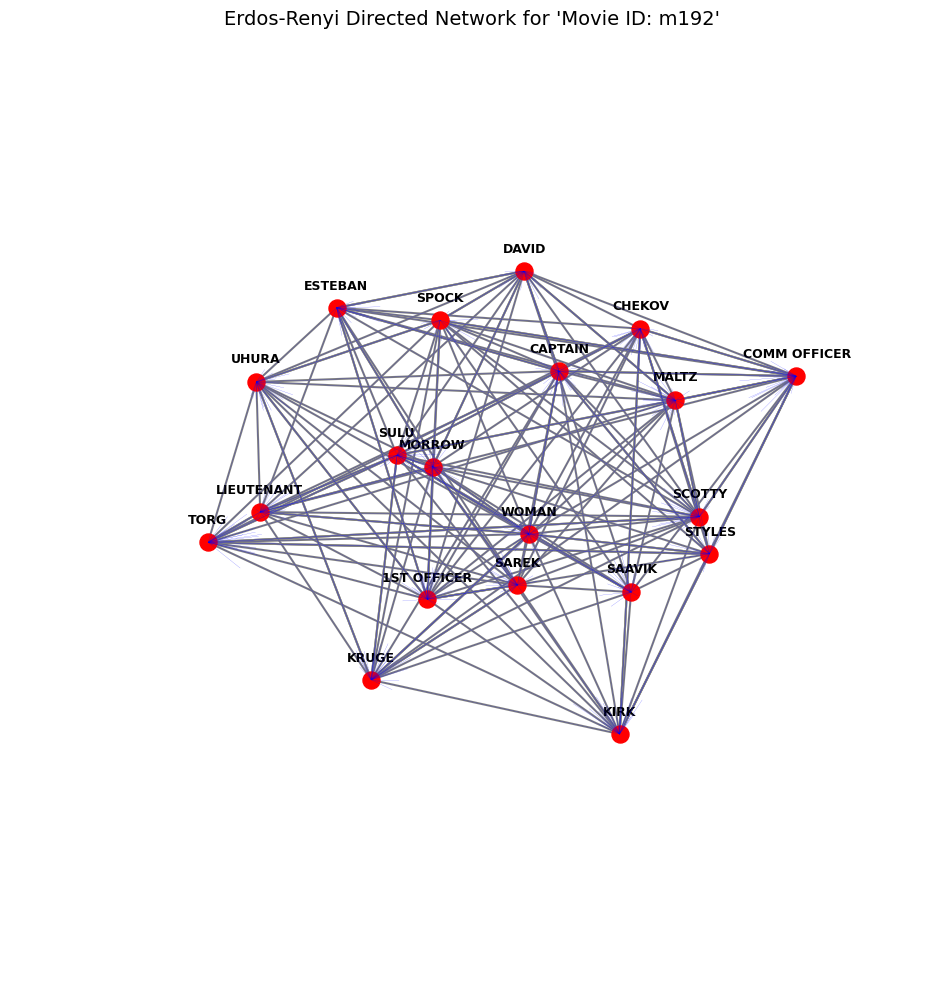 Erdos-Renyi Directed Network for 'Movie ID: m192'
DAVID
ESTEBAN
SPOCK
CHEKOV
CAPTAIN
COMM OFFICER
UHURA
MALTZ
SULU
MORROW
LIEUTENANT
SCOTTY
TORG
WOMAN
STYLES
SAREK
SAAVIK
1ST OFFICER
KRUGE
KIRK